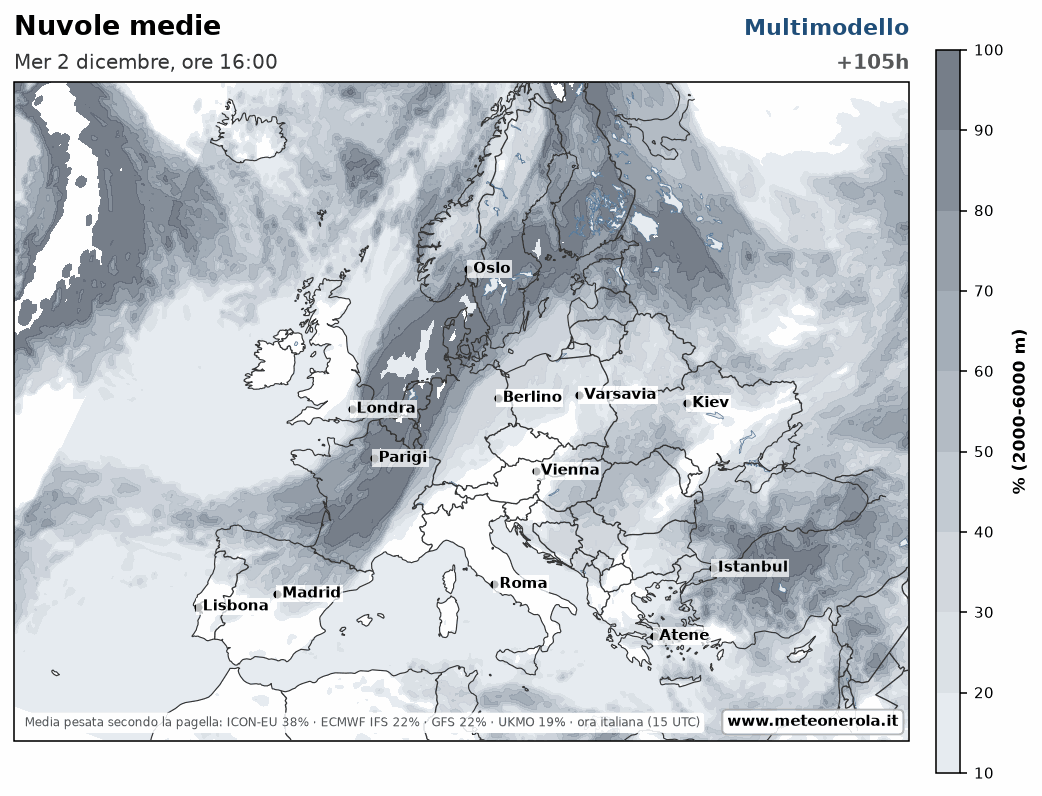 Nuvole medie
Multimodello
Mer 2 dicembre, ore 16:00
+105h
Oslo
Londra
Berlino
Varsavia
Kiev
Parigi
Vienna
Istanbul
Roma
Madrid
Lisbona
Atene
Media pesata secondo la pagella: ICON-EU 38% · ECMWF IFS 22% · GFS 22% · UKMO 19% · ora italiana (15 UTC)
www.meteonerola.it
100
90
80
70
60
50
40
30
20
10
% (2000-6000 m)